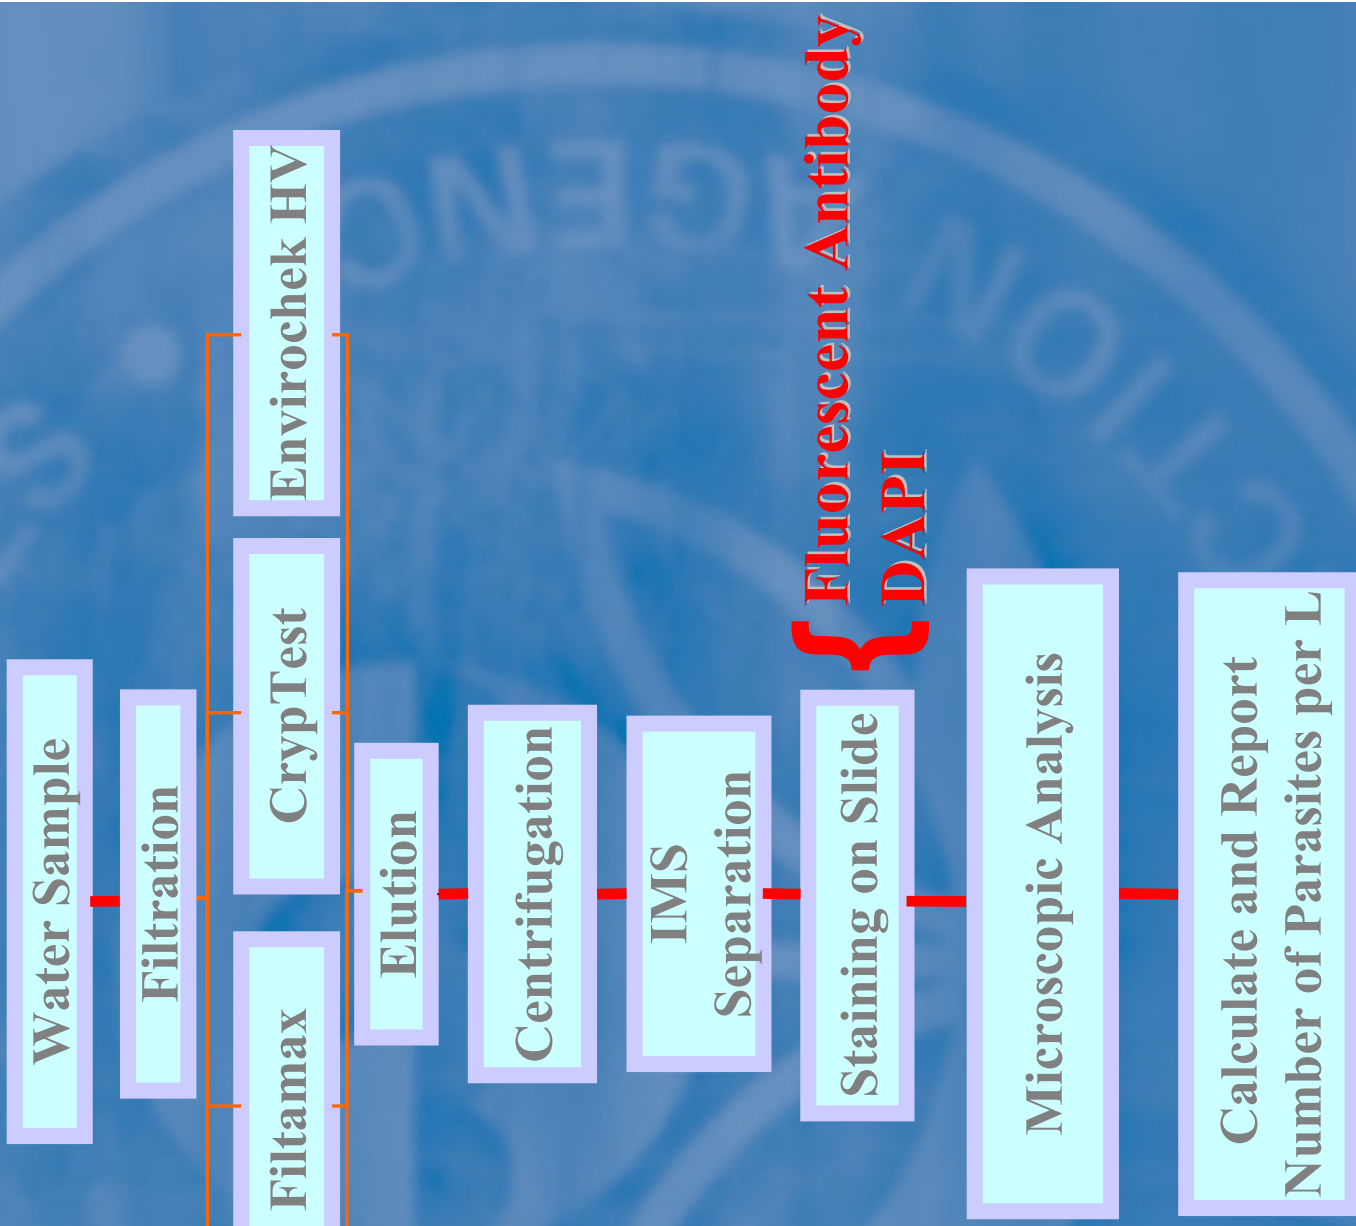 Water Sample
Filtration
Filtamax
CrypTest
Envirochek HV
Elution
Centrifugation
IMS
Separation
Staining on Slide
Fluorescent Antibody
DAPI
Microscopic Analysis
Calculate and Report
Number of Parasites per L